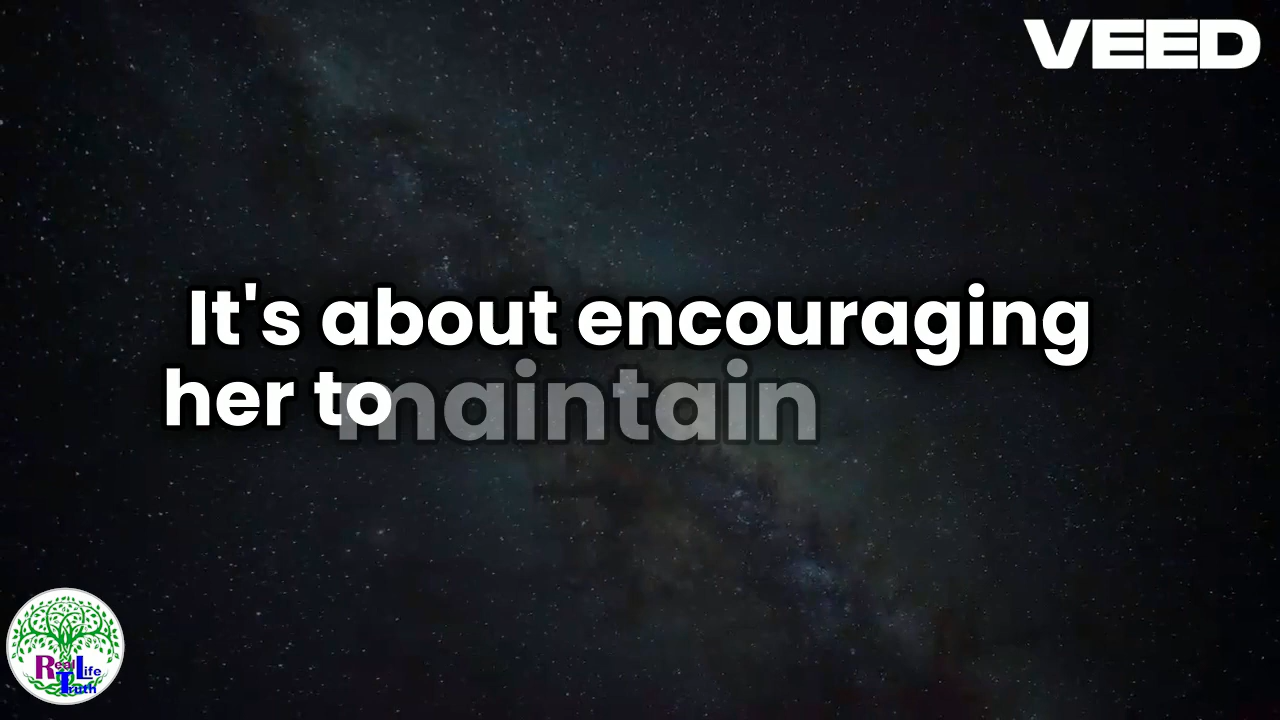 VEED
It's about encouraging
her to maintain
Real Life
Truth